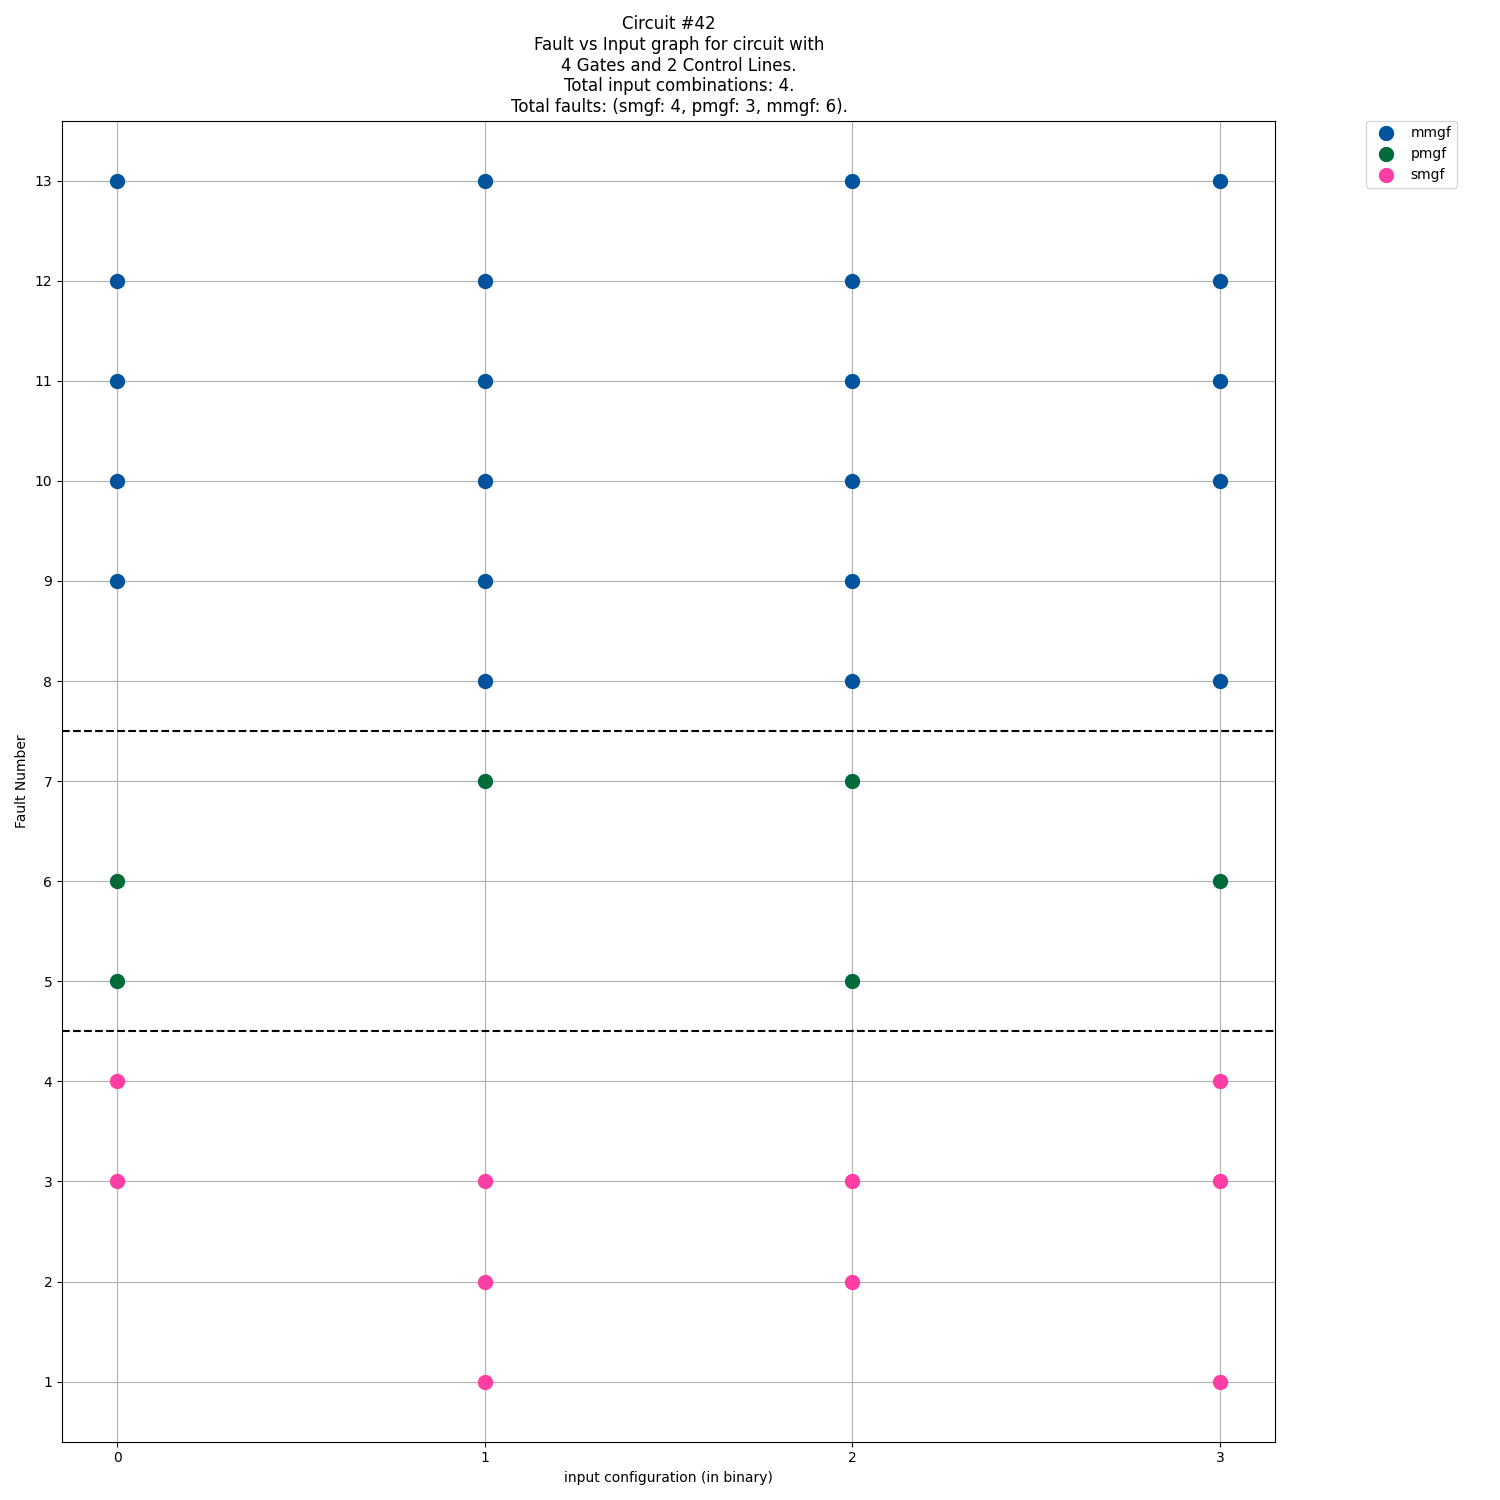 Circuit #42
Fault vs Input graph for circuit with
4 Gates and 2 Control Lines.
Total input combinations: 4.
Total faults: (smgf: 4, pmgf: 3, mmgf: 6).
mmgf
pmgf
smgf
13
12
11
10
9
8
7
6
5
4
3
2
1
Fault Number
0 1 2 3
input configuration (in binary)